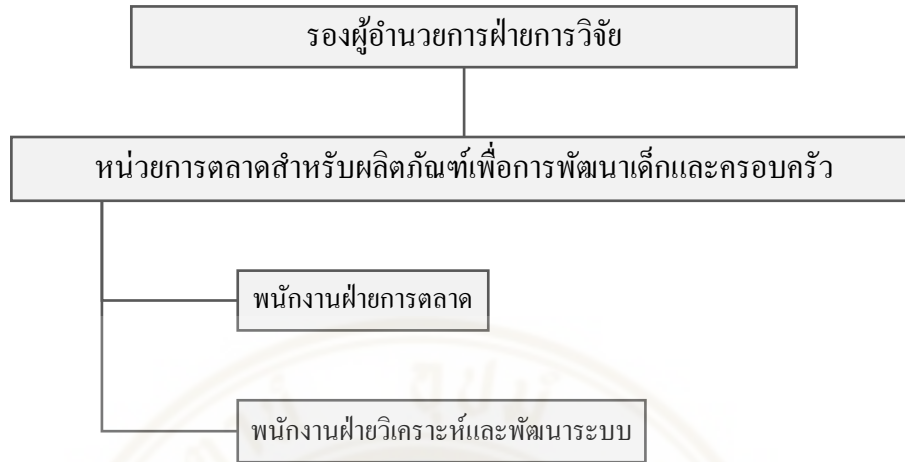 รองผู้อำนวยการฝ่ายการวิจัย
หน่วยการตลาดสำหรับผลิตภัณฑ์เพื่อการพัฒนาเด็กและครอบครัว
พนักงานฝ่ายการตลาด
พนักงานฝ่ายวิเคราะห์และพัฒนาระบบ